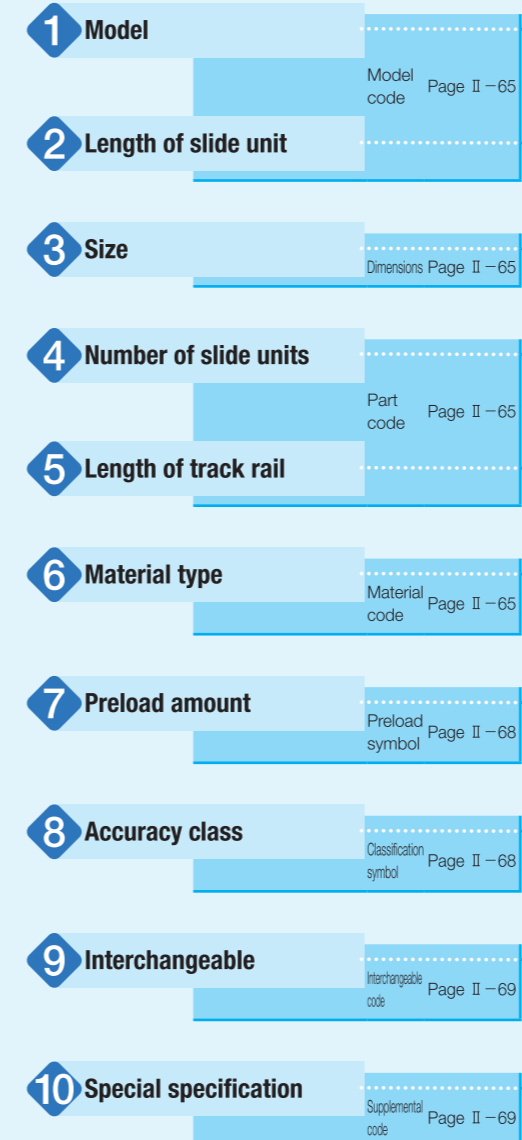 1 Model
Model
code Page Ⅱ－65
2 Length of slide unit
3 Size
Dimensions Page Ⅱ－65
4 Number of slide units
Part
code Page Ⅱ－65
5 Length of track rail
6 Material type
Material
code Page Ⅱ－65
7 Preload amount
Preload
symbol Page Ⅱ－68
8 Accuracy class
Classification
symbol Page Ⅱ－68
9 Interchangeable
Interchangeable
code Page Ⅱ－69
10 Special specification
Supplemental
code Page Ⅱ－69